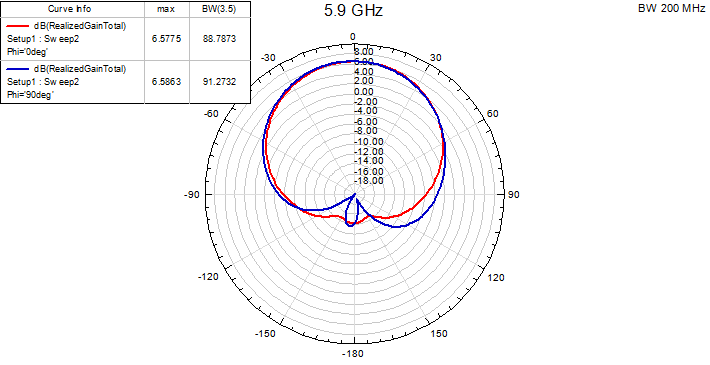 5.9 GHz
BW 200 MHz
Curve Info max BW(3.5)
dB(RealizedGainTotal)
Setup1 : Sw eep2 6.5775 88.7873
Phi='0deg'
dB(RealizedGainTotal)
Setup1 : Sw eep2 6.5863 91.2732
Phi='90deg'
0
-30 30
-60 60
-90 90
-120 120
-150 150
-180
8.00
6.00
4.00
2.00
0.00
-2.00
-4.00
-6.00
-8.00
-10.00
-12.00
-14.00
-16.00
-18.00